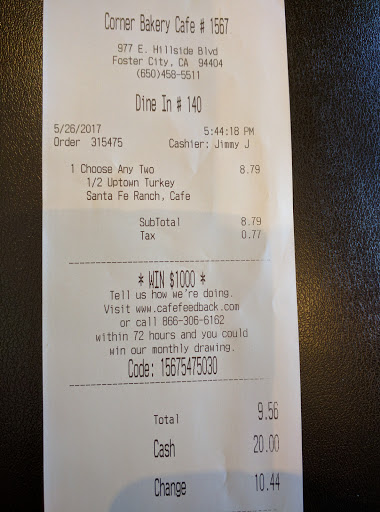 Corner Bakery Cafe # 1567
977 E. Hillside Blvd
Foster City, CA 94404
(650)458-5511
Dine In # 140
5/26/2017 5:44:18 PM
Order 315475 Cashier: Jimmy J
1 Choose Any Two 8.79
1/2 Uptown Turkey
Santa Fe Ranch, Cafe
SubTotal 8.79
Tax 0.77
* WIN $1000 *
Tell us how we're doing.
Visit www.cafefeedback.com
or call 866-306-6162
within 72 hours and you could
win our monthly drawing.
Code: 15675475030
Total 9.56
Cash 20.00
Change 10.44